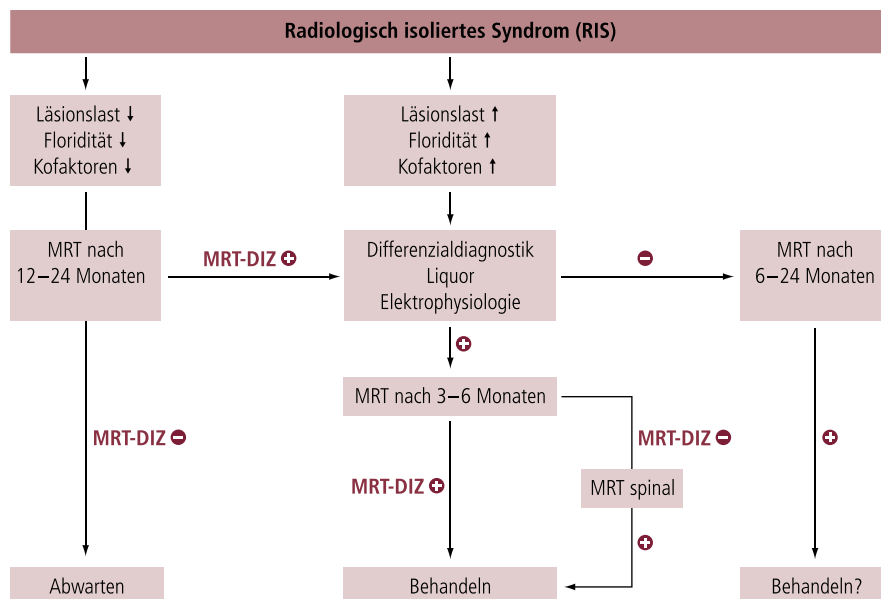 Radiologisch isoliertes Syndrom (RIS)
Läsionslast ↓
Floridität ↓
Kofaktoren ↓
Läsionslast ↑
Floridität ↑
Kofaktoren ↑
MRT nach
12–24 Monaten
MRT-DIZ +
Differenzialdiagnostik
Liquor
Elektrophysiologie
−
MRT nach
6–24 Monaten
+
MRT nach 3–6 Monaten
MRT-DIZ −
MRT-DIZ −
+
MRT-DIZ +
MRT spinal
+
Abwarten
Behandeln
Behandeln?